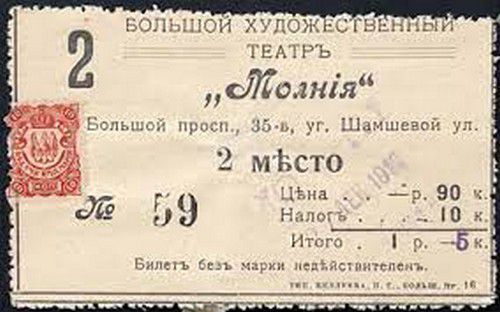 БОЛЬШОЙ ХУДОЖЕСТВЕННЫЙ
ТЕАТРЪ
2
„Молнія“
Большой просп., 35-в, уг. Шамшевой ул.
2 мѣсто
№ 59
Цѣна . — р. 90 к.
Налогъ . — . 10 к.
Итого . 1 р. — 5 к.
Билетъ безъ марки недѣйствителенъ.